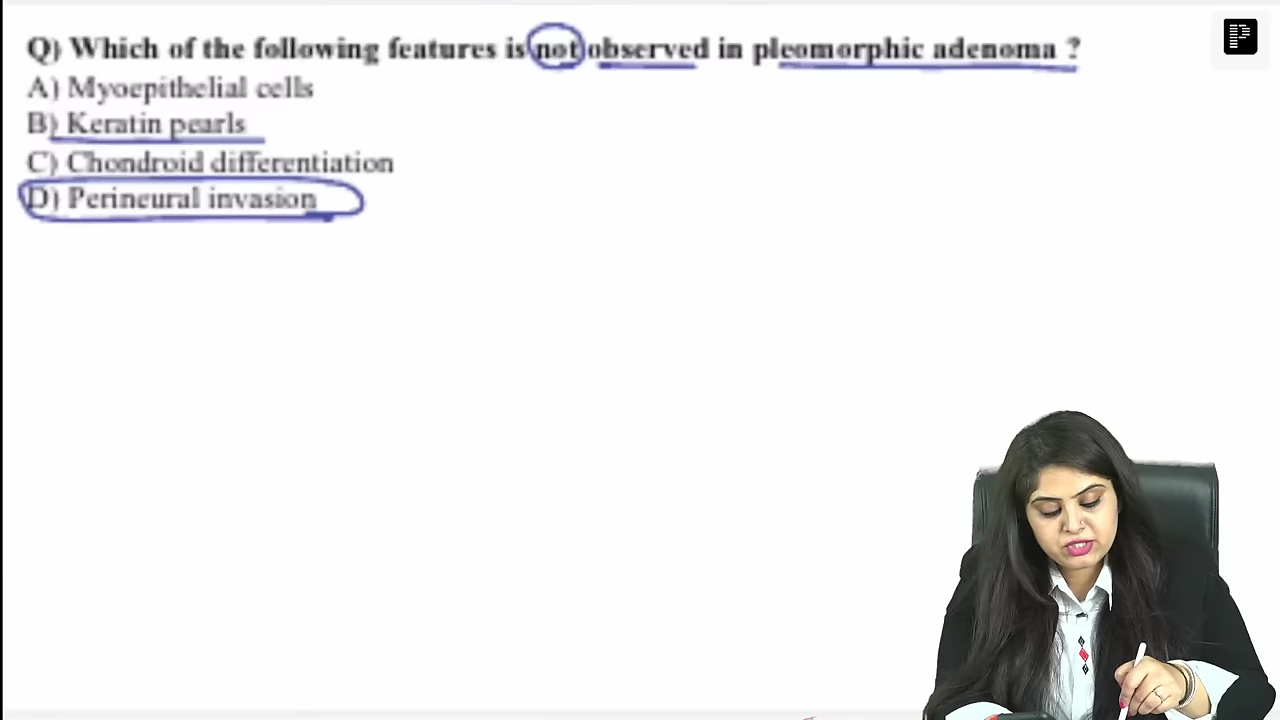 Q) Which of the following features is not observed in pleomorphic adenoma ?
A) Myoepithelial cells
B) Keratin pearls
C) Chondroid differentiation
D) Perineural invasion
P